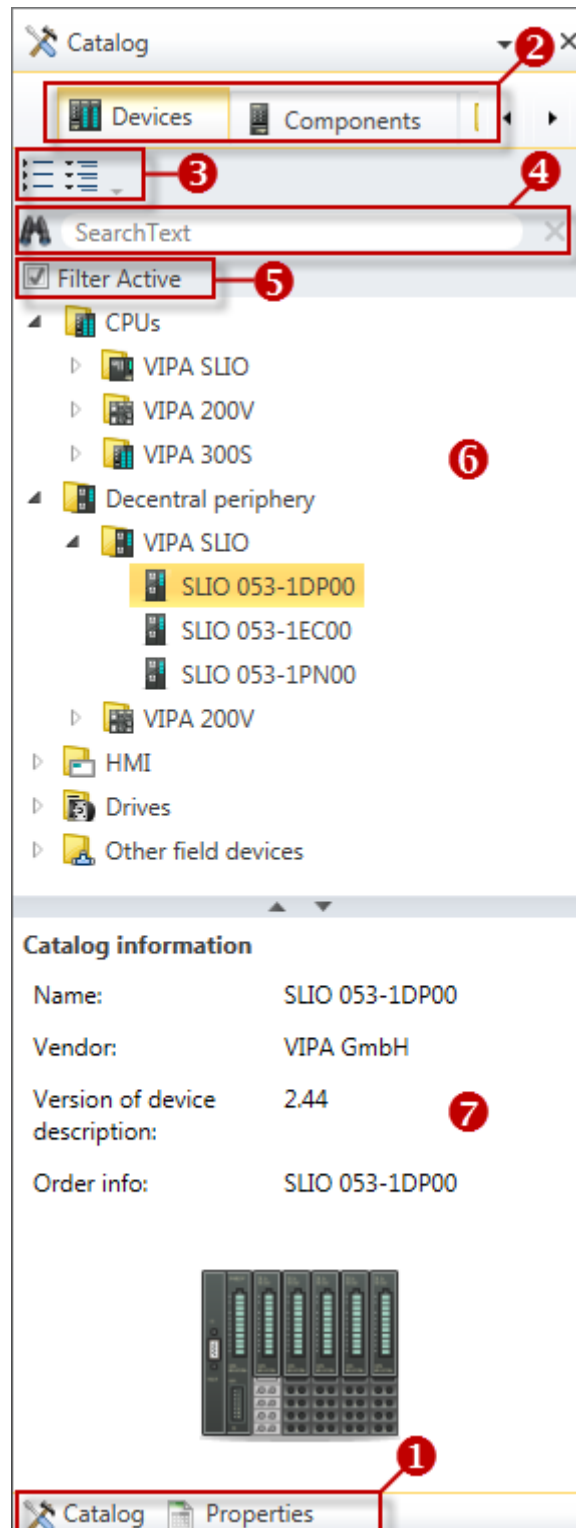 Catalog
2
Devices
Components
3
4
SearchText
Filter Active
5
CPUs
VIPA SLIO
VIPA 200V
VIPA 300S
6
Decentral periphery
VIPA SLIO
SLIO 053-1DP00
SLIO 053-1EC00
SLIO 053-1PN00
VIPA 200V
HMI
Drives
Other field devices
Catalog information
Name: SLIO 053-1DP00
Vendor: VIPA GmbH
Version of device 2.44
description:
7
Order info: SLIO 053-1DP00
1
Catalog Properties